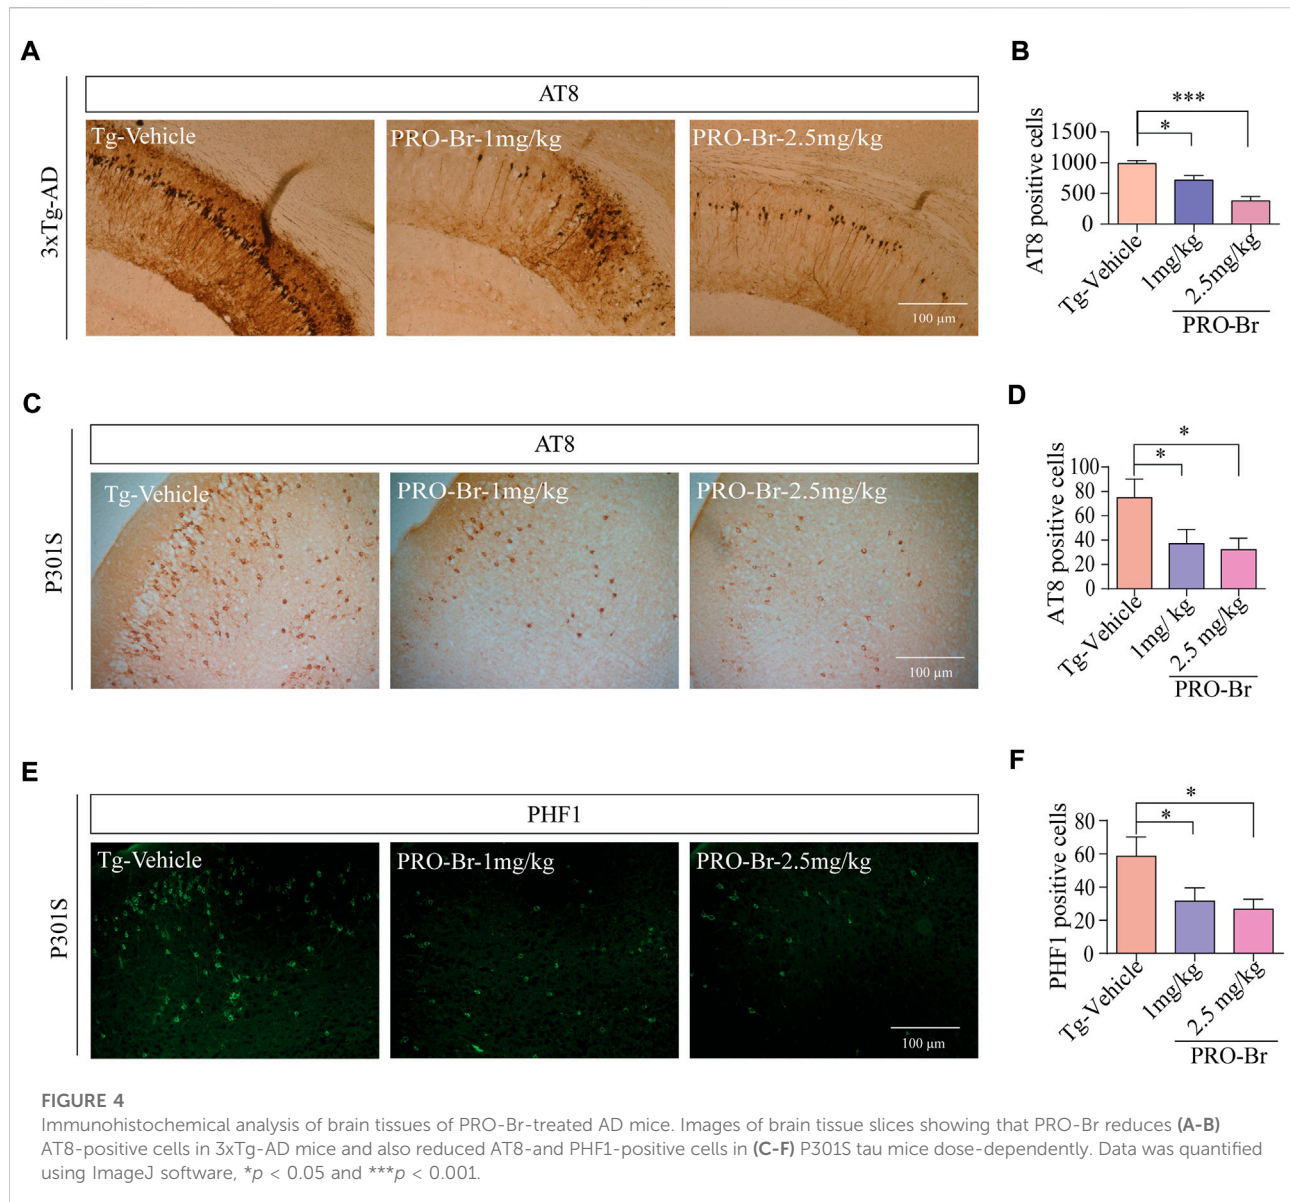 A
AT8
3xTg-AD
Tg-Vehicle
PRO-Br-1mg/kg
PRO-Br-2.5mg/kg
100 µm
B
AT8 positive cells
1500
1000
500
0
***
*
Tg-Vehicle
1mg/kg
2.5mg/kg
PRO-Br
C
AT8
P301S
Tg-Vehicle
PRO-Br-1mg/kg
PRO-Br-2.5mg/kg
100 µm
D
AT8 positive cells
100
80
60
40
20
0
*
*
Tg-Vehicle
1mg/ kg
2.5 mg/kg
PRO-Br
E
PHF1
P301S
Tg-Vehicle
PRO-Br-1mg/kg
PRO-Br-2.5mg/kg
100 µm
F
PHF1 positive cells
80
60
40
20
0
*
*
Tg-Vehicle
1mg/kg
2.5 mg/kg
PRO-Br
FIGURE 4
Immunohistochemical analysis of brain tissues of PRO-Br-treated AD mice. Images of brain tissue slices showing that PRO-Br reduces (A-B)
AT8-positive cells in 3xTg-AD mice and also reduced AT8-and PHF1-positive cells in (C-F) P301S tau mice dose-dependently. Data was quantified
using ImageJ software, *p < 0.05 and ***p < 0.001.